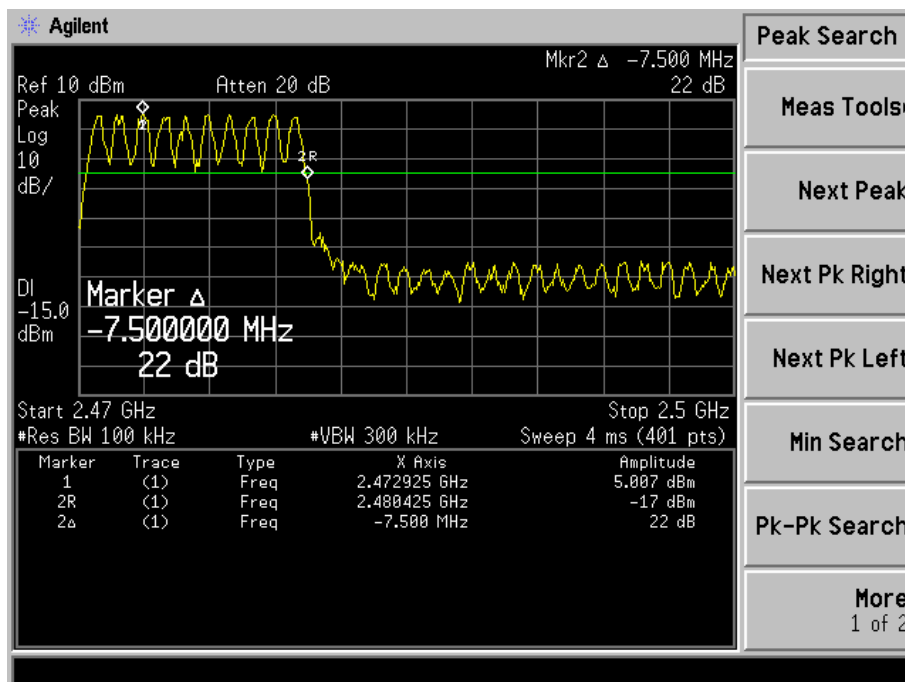 Agilent
Peak Search
Mkr2 Δ -7.500 MHz
Ref 10 dBm Atten 20 dB 22 dB
Peak
Log
10
dB/
1
2R
DI
-15.0
dBm
Marker Δ
-7.500000 MHz
22 dB
Start 2.47 GHz Stop 2.5 GHz
#Res BW 100 kHz #VBW 300 kHz Sweep 4 ms (401 pts)
Marker Trace Type X Axis Amplitude
1 (1) Freq 2.472925 GHz 5.007 dBm
2R (1) Freq 2.480425 GHz -17 dBm
2Δ (1) Freq -7.500 MHz 22 dB
Meas Tools
Next Peak
Next Pk Right
Next Pk Left
Min Search
Pk-Pk Search
More
1 of 2